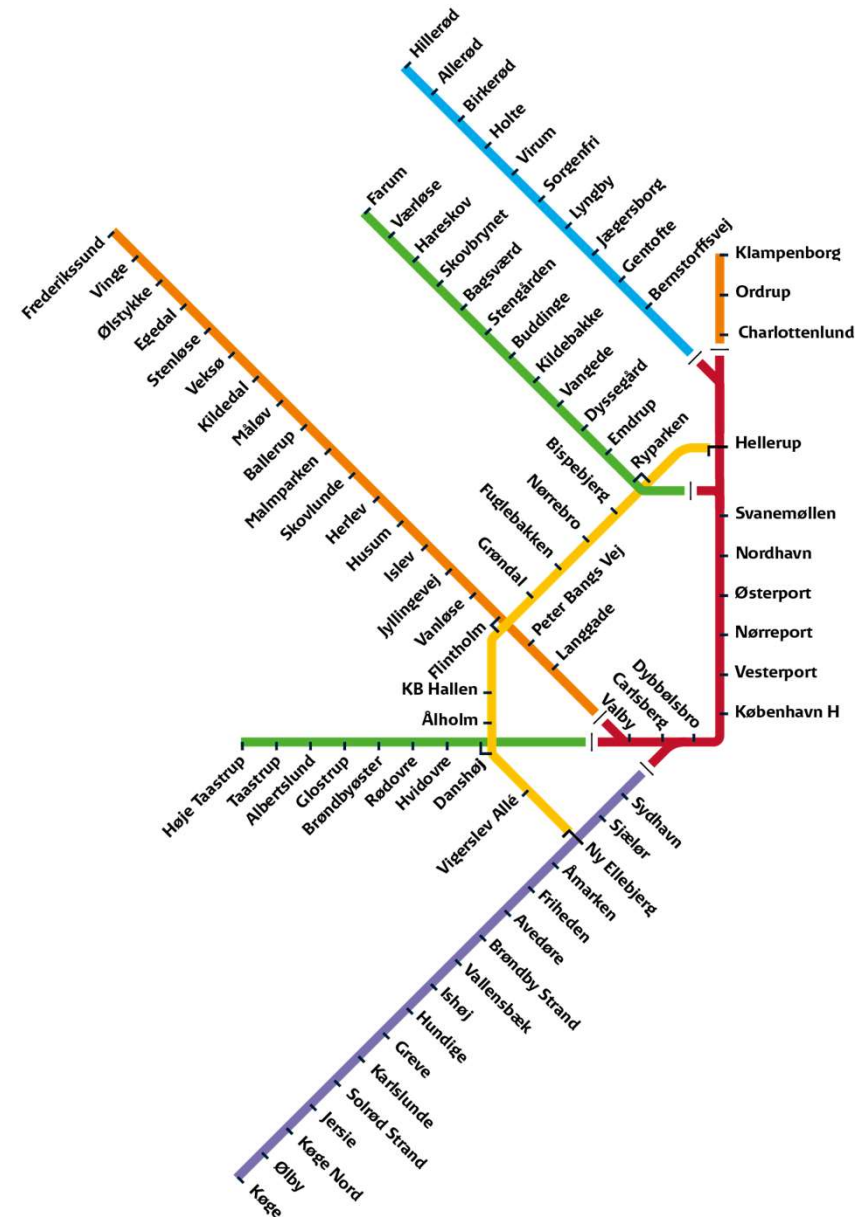 Hillerød
Allerød
Birkerød
Holte
Virum
Sorgenfri
Lyngby
Jægersborg
Gentofte
Bernstorffsvej
Farum
Værløse
Hareskov
Skovbrynet
Bagsværd
Stengården
Buddinge
Kildebakke
Vangede
Dyssegård
Emdrup
Ryparken
Klampenborg
Ordrup
Charlottenlund
Hellerup
Svanemøllen
Nordhavn
Østerport
Nørreport
Vesterport
København H
Dybbølsbro
Carlsberg
Valby
Frederikssund
Vinge
Ølstykke
Egedal
Stenløse
Veksø
Kildedal
Måløv
Ballerup
Malmparken
Skovlunde
Herlev
Husum
Islev
Jyllingevej
Vanløse
Flintholm
Peter Bangs Vej
Langgade
Bispebjerg
Nørrebro
Fuglebakken
Grøndal
KB Hallen
Ålholm
Høje Taastrup
Taastrup
Albertslund
Glostrup
Brøndbyøster
Rødovre
Hvidovre
Danshøj
Vigerslev Allé
Sydhavn
Sjælør
Ny Ellebjerg
Åmarken
Friheden
Avedøre
Brøndby Strand
Vallensbæk
Ishøj
Hundige
Greve
Karlslunde
Solrød Strand
Jersie
Køge Nord
Ølby
Køge